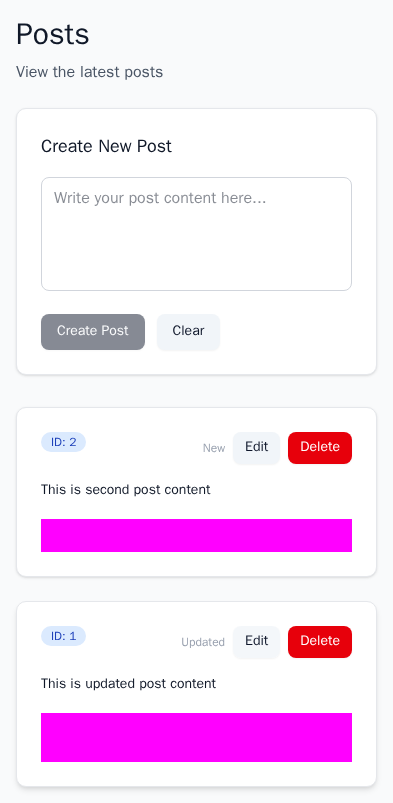 Posts
View the latest posts
Create New Post
Write your post content here...
Create Post Clear
ID: 2 New Edit Delete
This is second post content
ID: 1 Updated Edit Delete
This is updated post content